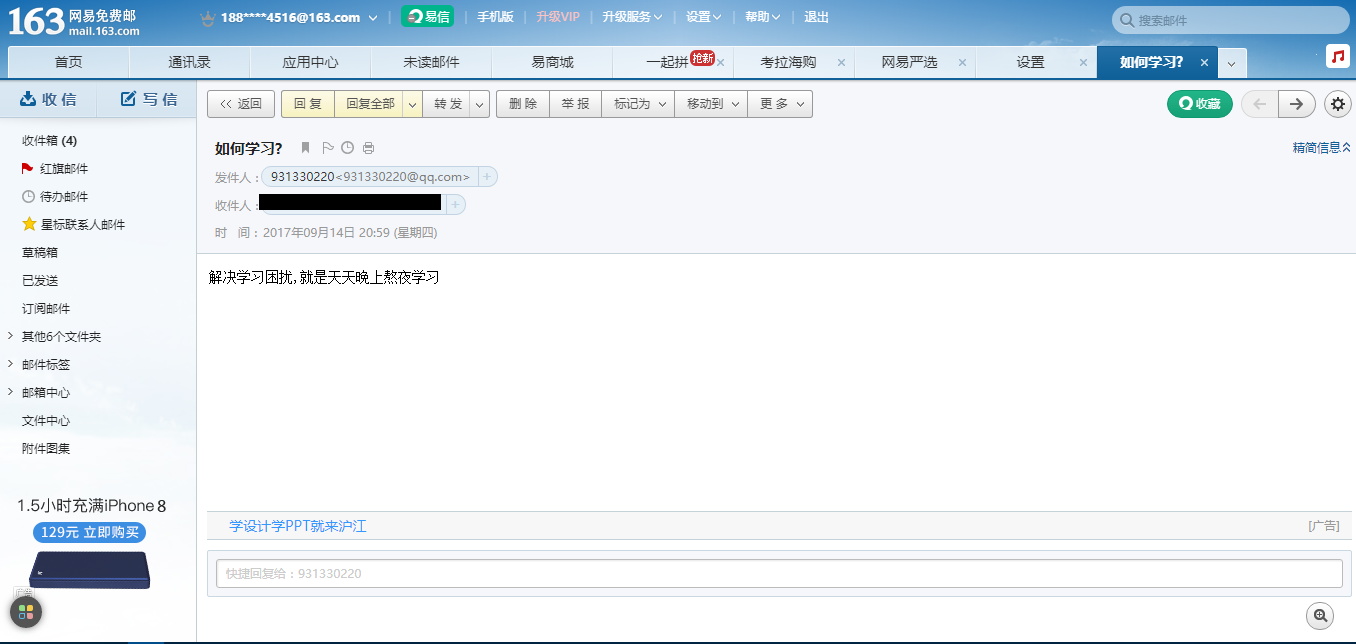 163 网易免费邮
mail.163.com
188****4516@163.com
易信
手机版
升级VIP
升级服务
设置
帮助
退出
搜索邮件
首页
通讯录
应用中心
未读邮件
易商城
一起拼
抢新
考拉海购
网易严选
设置
如何学习?
收 信
写 信
<< 返回
回 复
回复全部
转 发
删 除
举 报
标记为
移动到
更 多
收藏
收件箱 (4)
红旗邮件
待办邮件
星标联系人邮件
草稿箱
已发送
订阅邮件
其他6个文件夹
邮件标签
邮箱中心
文件中心
附件图集
如何学习?
精简信息
发件人 : 931330220<931330220@qq.com>
收件人 :
时 间 : 2017年09月14日 20:59 (星期四)
解决学习困扰,就是天天晚上熬夜学习
1.5小时充满iPhone 8
129元 立即购买
广告
学设计学PPT就来沪江
[广告]
快捷回复给：931330220